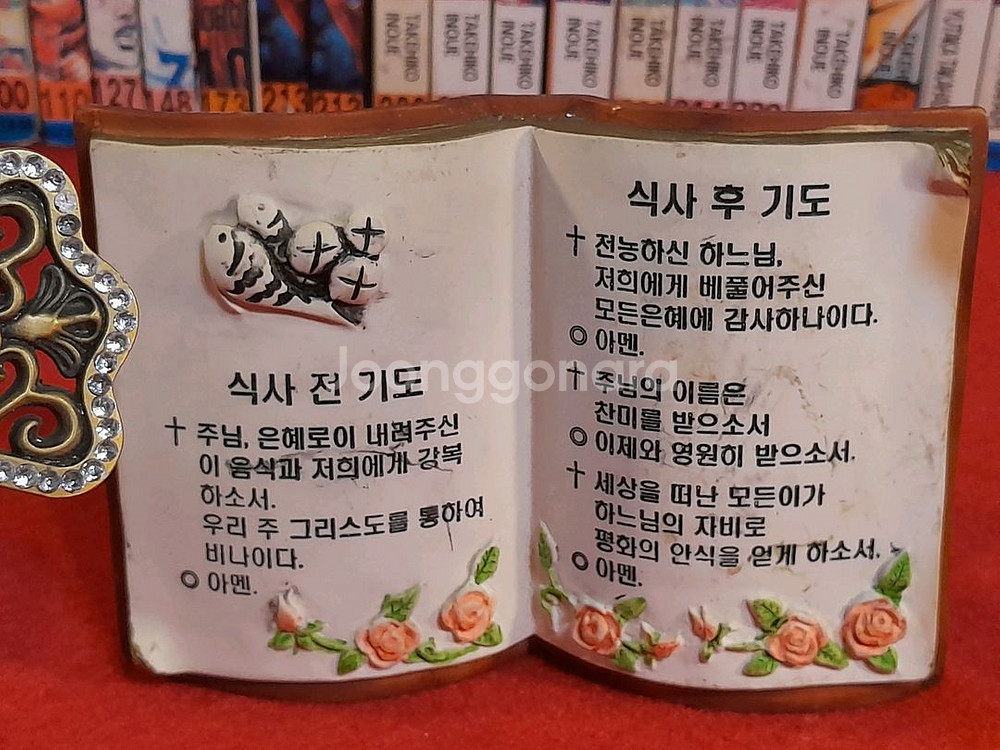 TAKEHIKO INOUE
TAKEHIKO INOUE
TAKEHIKO INOUE
TAKEHIKO INOUE
TAKEHIKO INOUE
TAKEHIKO INOUE
TAKEHIKO INOUE
TAKEHIKO INOUE
110
127
148
173
213
212
식사 전 기도
✝ 주님, 은혜로이 내려주신
이 음식과 저희에게 강복
하소서.
우리 주 그리스도를 통하여
비나이다.
◎ 아멘.
식사 후 기도
✝ 전능하신 하느님,
저희에게 베풀어주신
모든은혜에 감사하나이다.
◎ 아멘.
✝ 주님의 이름은
찬미를 받으소서
◎ 이제와 영원히 받으소서.
✝ 세상을 떠난 모든이가
하느님의 자비로
평화의 안식을 얻게 하소서.
◎ 아멘.
Joonggonara